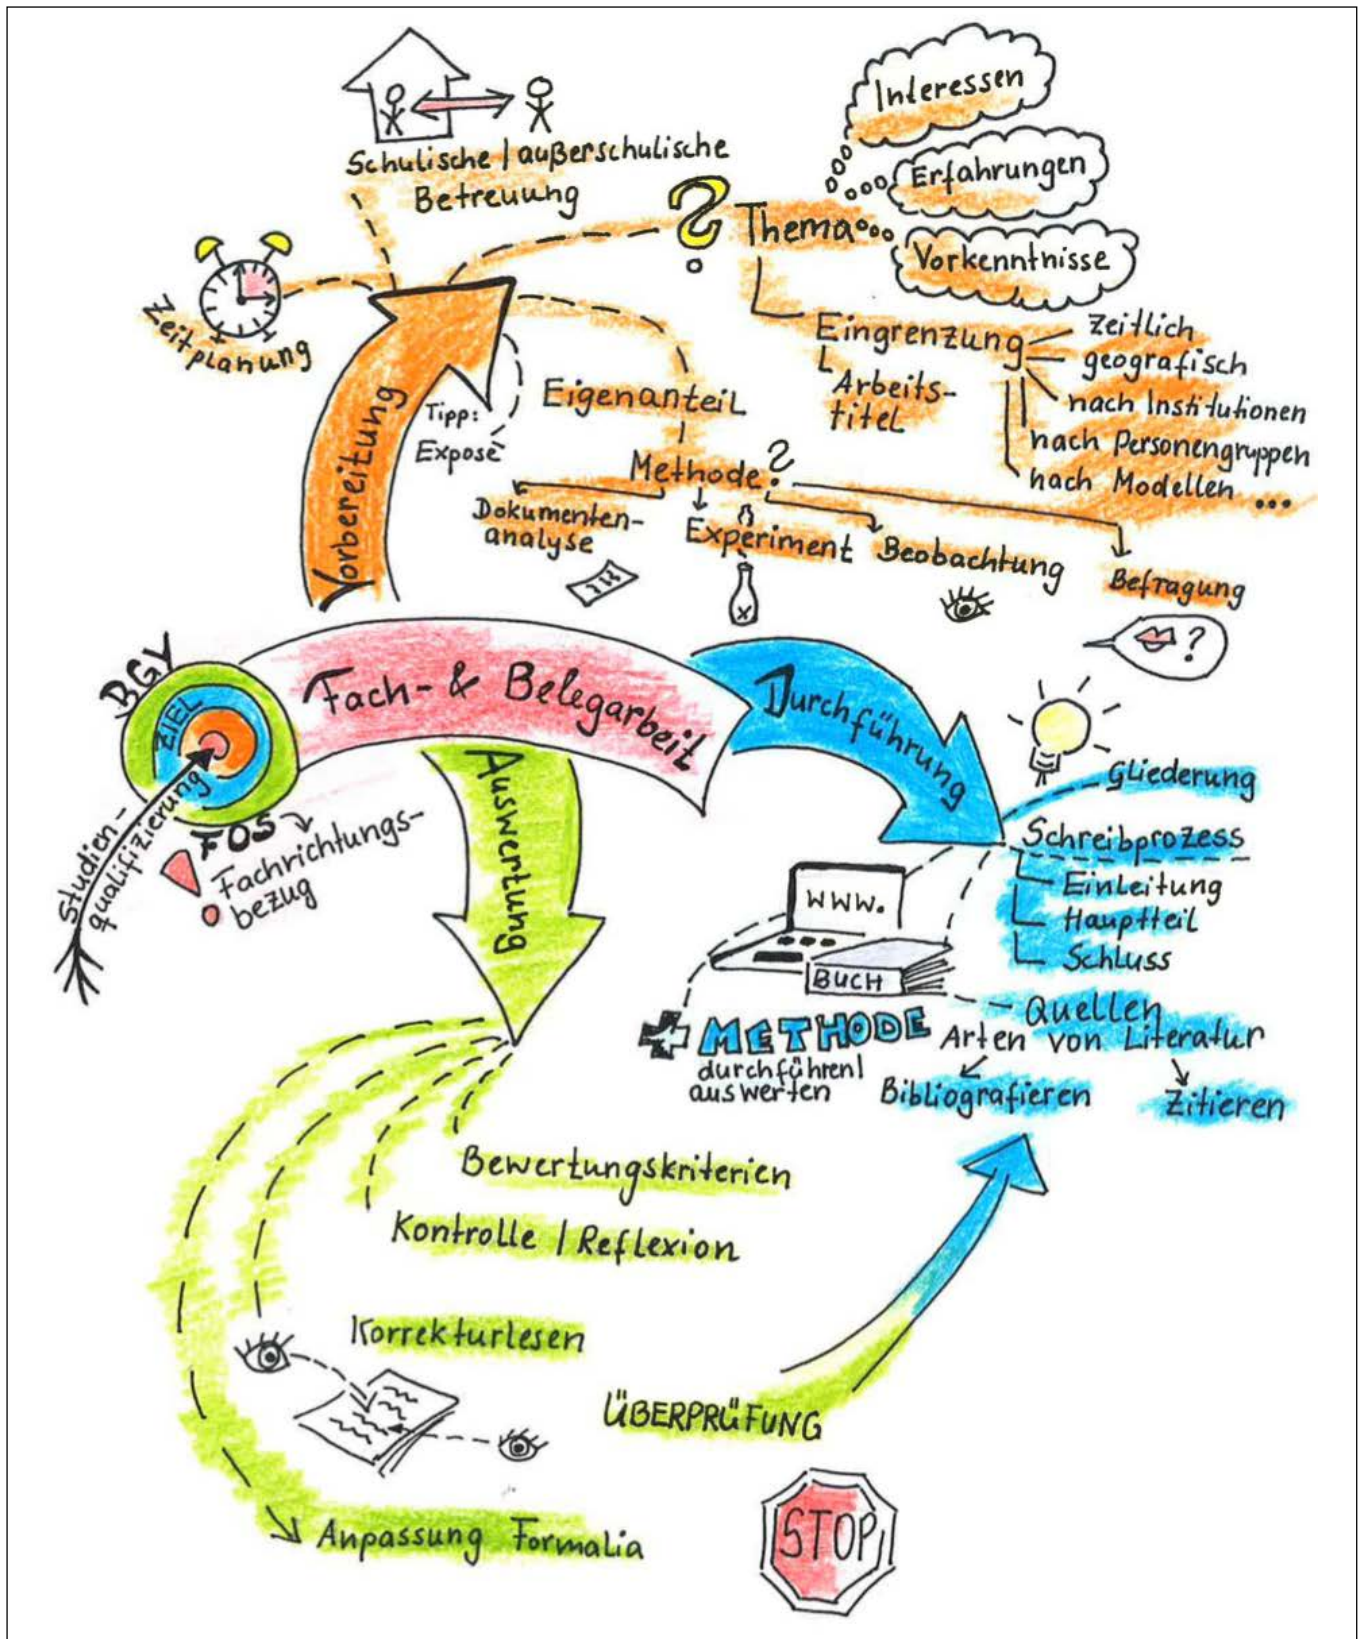 Schulische / außerschulische
Betreuung
Zeitplanung
Vorbereitung
Tipp:
Exposé
? Thema
Interessen
Erfahrungen
Vorkenntnisse
Eingrenzung
Arbeits-
titel
zeitlich
geografisch
nach Institutionen
nach Personengruppen
nach Modellen ...
Eigenanteil
Methode?
Dokumenten-
analyse
Experiment
Beobachtung
Befragung
?
X
BGY
ZIEL
FOS
Studien-
qualifizierung
! Fachrichtungs-
bezug
Fach- & Belegarbeit
Durchführung
Gliederung
Schreibprozess
Einleitung
Hauptteil
Schluss
www.
BUCH
Quellen
Arten von Literatur
Bibliografieren
Zitieren
+ METHODE
durchführen/
auswerten
Auswertung
Bewertungskriterien
Kontrolle / Reflexion
Korrekturlesen
ÜBERPRÜFUNG
Anpassung Formalia
STOP